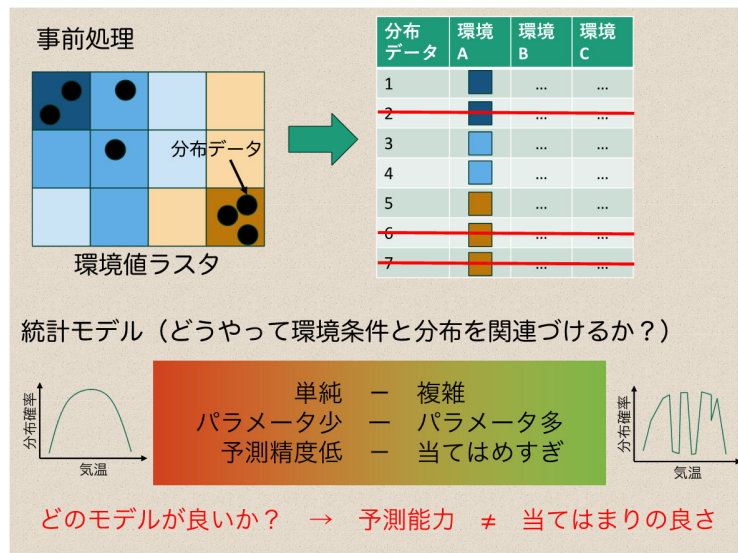 事前処理
分布データ
環境値ラスタ
分布データ 環境A 環境B 環境C
1 … …
2 … …
3 … …
4 … …
5 … …
6 … …
7 … …
統計モデル（どうやって環境条件と分布を関連づけるか？）
分布確率
気温
単純 － 複雑
パラメータ少 － パラメータ多
予測精度低 － 当てはめすぎ
分布確率
気温
どのモデルが良いか？ → 予測能力 ≠ 当てはまりの良さ